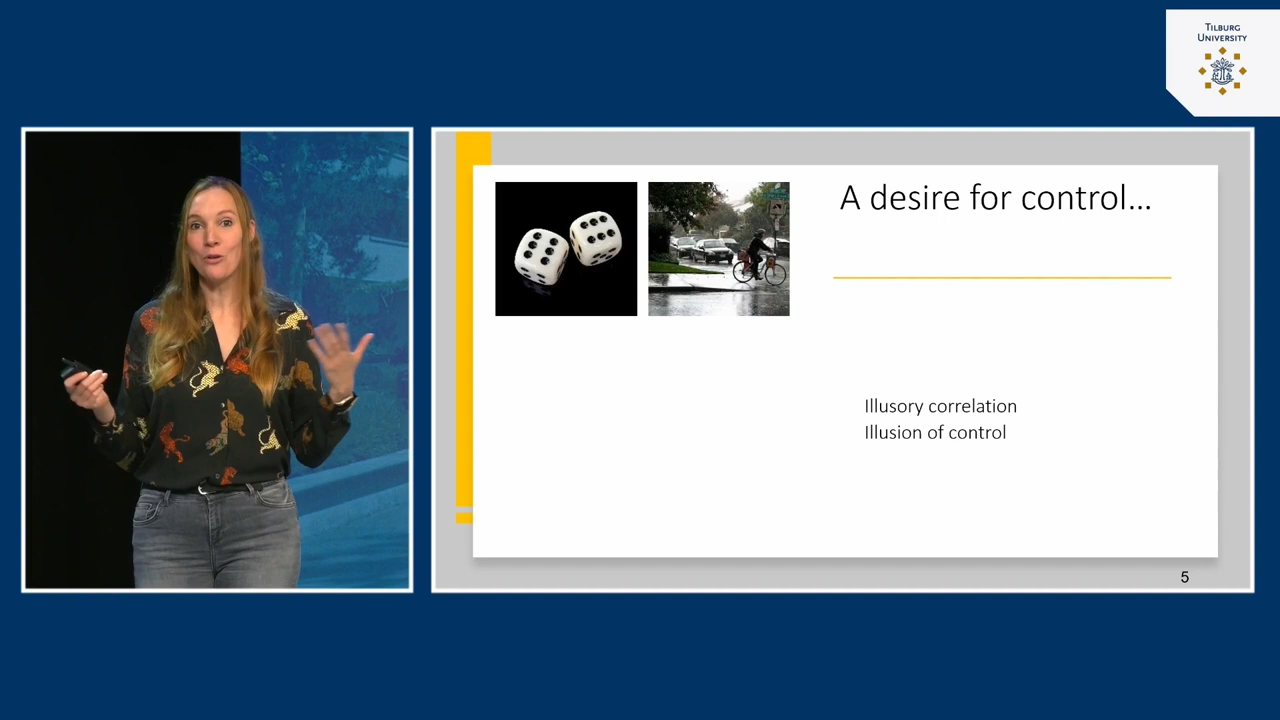 TILBURG
UNIVERSITY
A desire for control...
Illusory correlation
Illusion of control
5